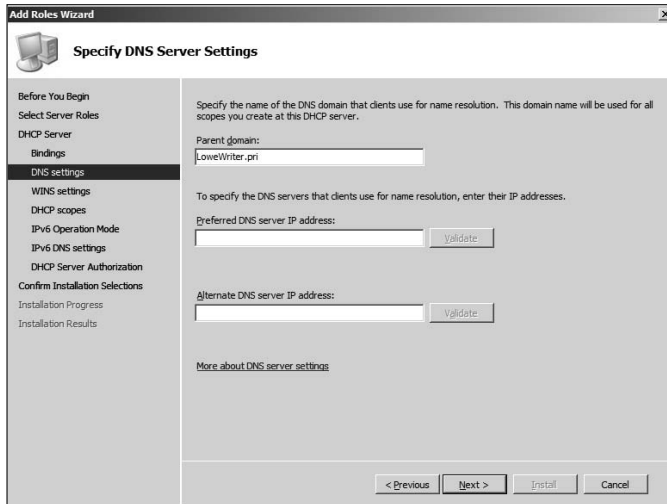 Add Roles Wizard
Specify DNS Server Settings
Before You Begin
Select Server Roles
DHCP Server
Bindings
DNS settings
WINS settings
DHCP scopes
IPv6 Operation Mode
IPv6 DNS settings
DHCP Server Authorization
Confirm Installation Selections
Installation Progress
Installation Results
Specify the name of the DNS domain that clients use for name resolution. This domain name will be used for all
scopes you create at this DHCP server.
Parent domain:
LoweWriter.pri
To specify the DNS servers that clients use for name resolution, enter their IP addresses.
Preferred DNS server IP address:
Validate
Alternate DNS server IP address:
Validate
More about DNS server settings
< Previous
Next >
Install
Cancel